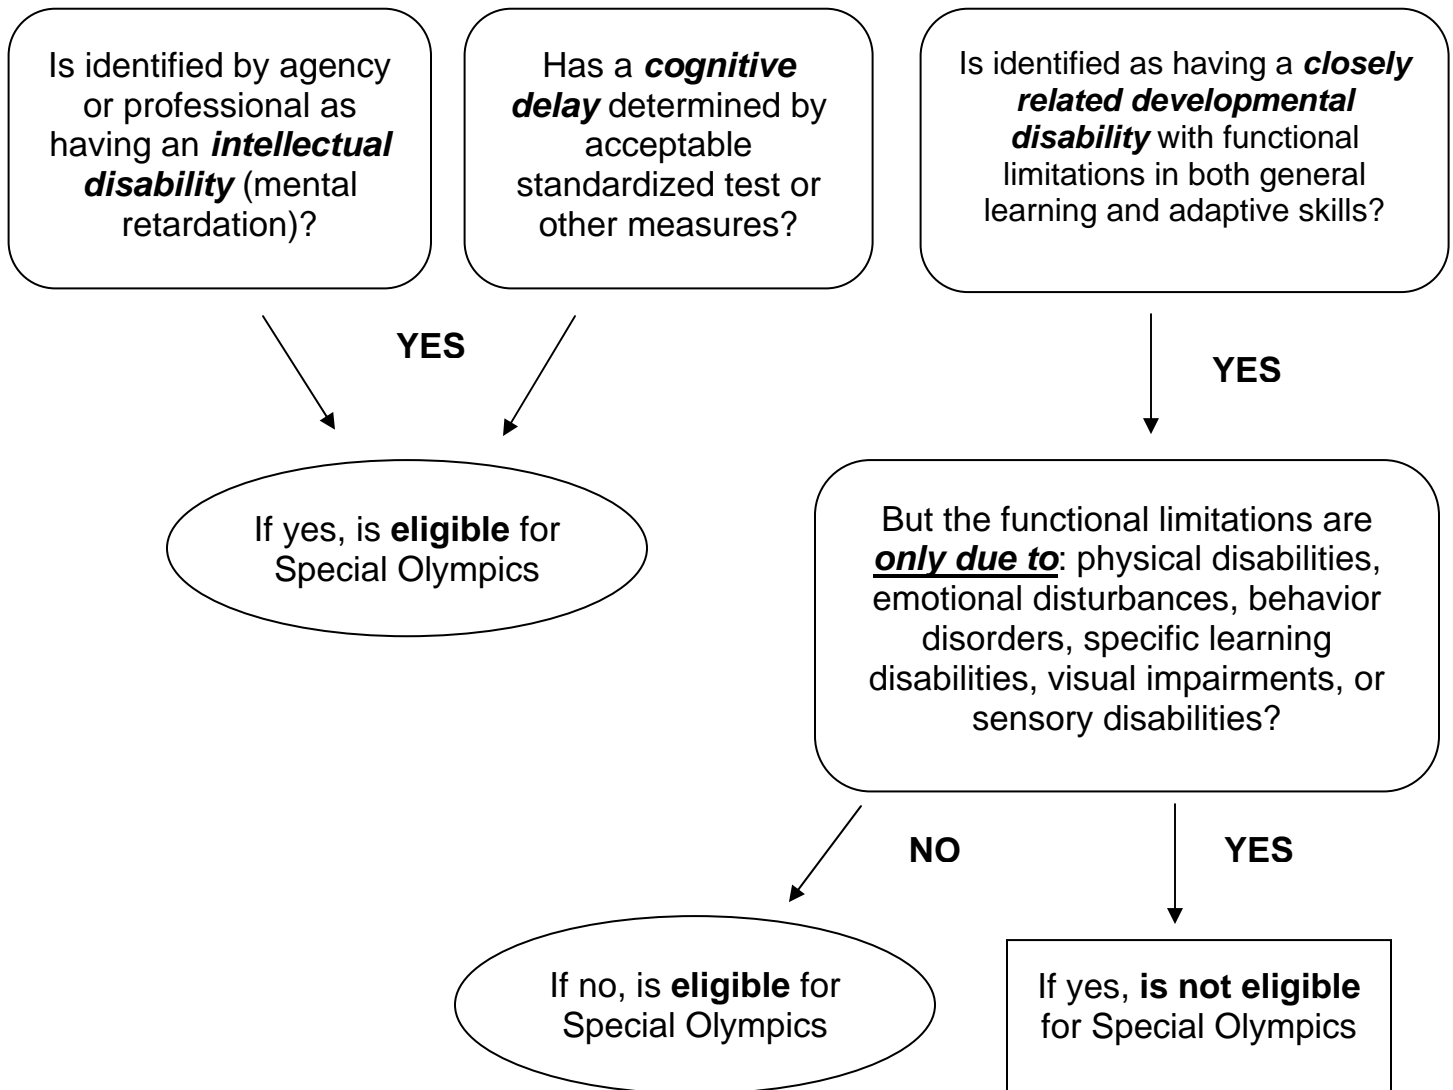 Is identified by agency
or professional as
having an intellectual
disability (mental
retardation)?
Has a cognitive
delay determined by
acceptable
standardized test or
other measures?
Is identified as having a closely
related developmental
disability with functional
limitations in both general
learning and adaptive skills?
YES
YES
If yes, is eligible for
Special Olympics
But the functional limitations are
only due to: physical disabilities,
emotional disturbances, behavior
disorders, specific learning
disabilities, visual impairments, or
sensory disabilities?
NO
YES
If no, is eligible for
Special Olympics
If yes, is not eligible
for Special Olympics